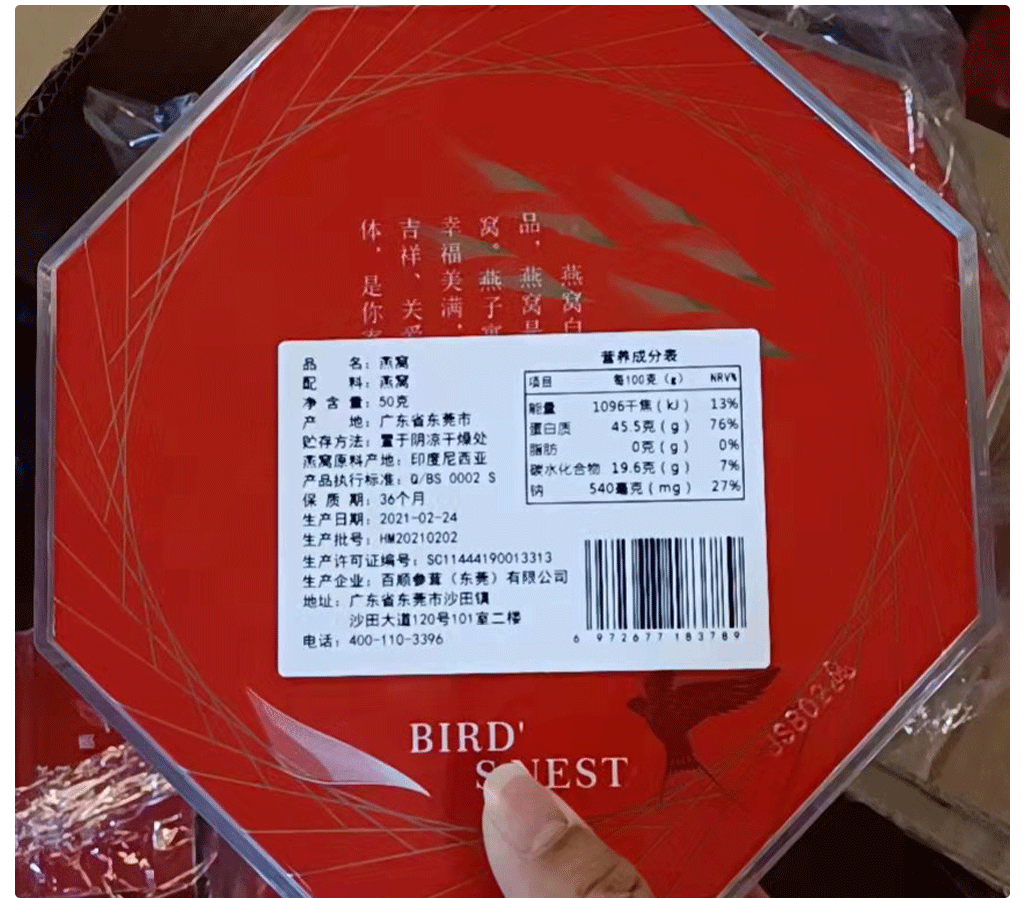 燕窝白
品，燕窝是
窝。燕子窝
幸福美满，
吉祥、关爱
体，是你
品名：燕窝
配料：燕窝
净含量：50克
产地：广东省东莞市
贮存方法：置于阴凉干燥处
燕窝原料产地：印度尼西亚
产品执行标准：Q/BS 0002 S
保质期：36个月
生产日期：2021-02-24
生产批号：HM20210202
生产许可证编号：SC11444190013313
生产企业：百顺参茸（东莞）有限公司
地址：广东省东莞市沙田镇
沙田大道120号101室二楼
电话：400-110-3396
营养成分表
项目 每100克（g） NRV%
能量 1096千焦(kJ) 13%
蛋白质 45.5克(g) 76%
脂肪 0克(g) 0%
碳水化合物 19.6克(g) 7%
钠 540毫克(mg) 27%
6 972677 183789
BIRD'
S NEST